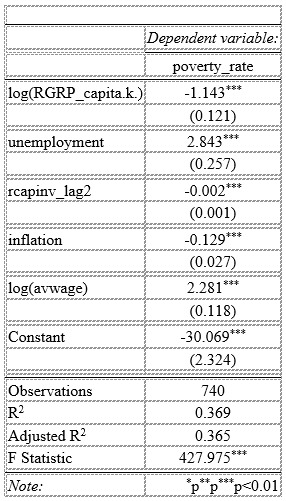 Dependent variable:
poverty_rate
log(RGRP_capita.k.) -1.143***
(0.121)
unemployment 2.843***
(0.257)
rcapinv_lag2 -0.002***
(0.001)
inflation -0.129***
(0.027)
log(avwage) 2.281***
(0.118)
Constant -30.069***
(2.324)
Observations 740
R² 0.369
Adjusted R² 0.365
F Statistic 427.975***
Note: *p**p***p<0.01